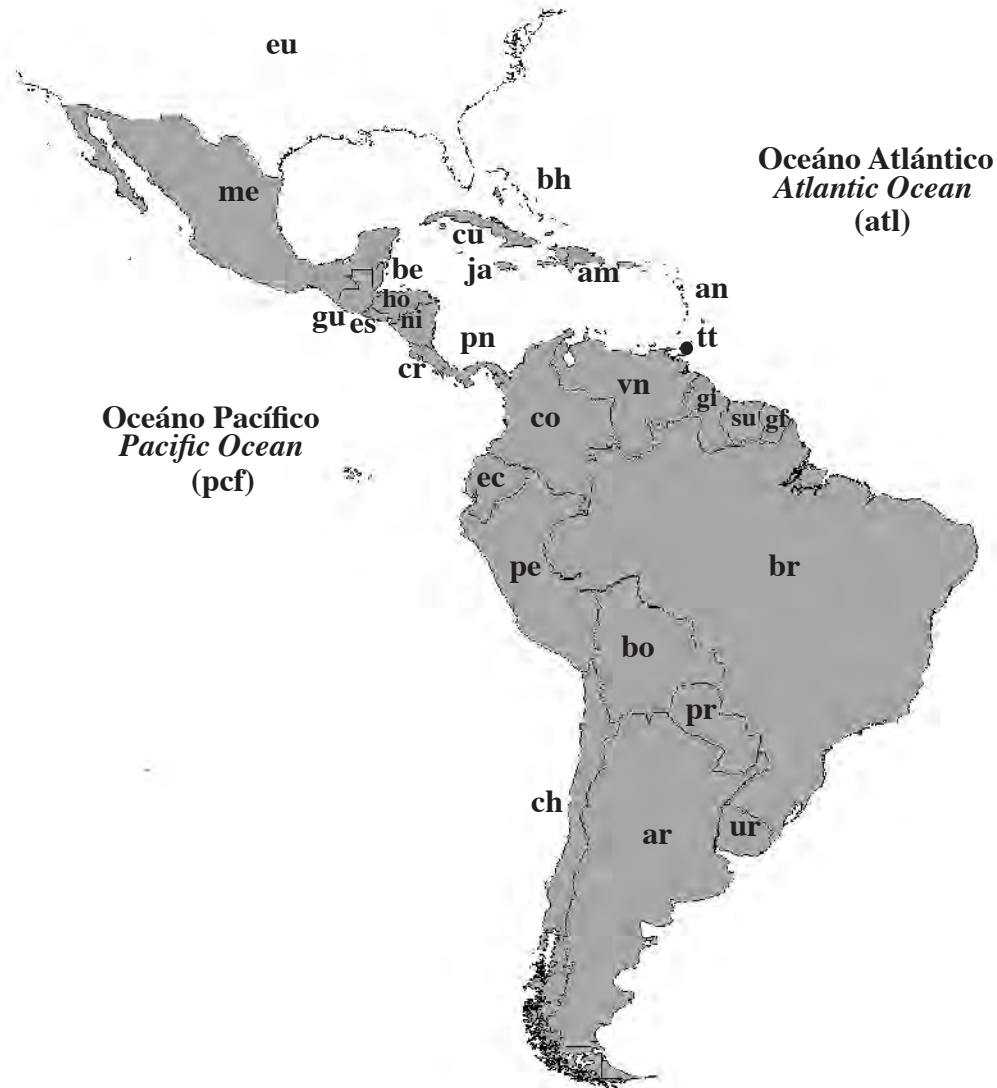 eu
Oceáno Atlántico
Atlantic Ocean
(atl)
bh
me
cu
be
ja
am
an
ho
gu
es
ni
pn
tt
cr
vn
gi
co
su
gf
Oceáno Pacífico
Pacific Ocean
(pcf)
ec
pe
br
bo
pr
ch
ar
ur